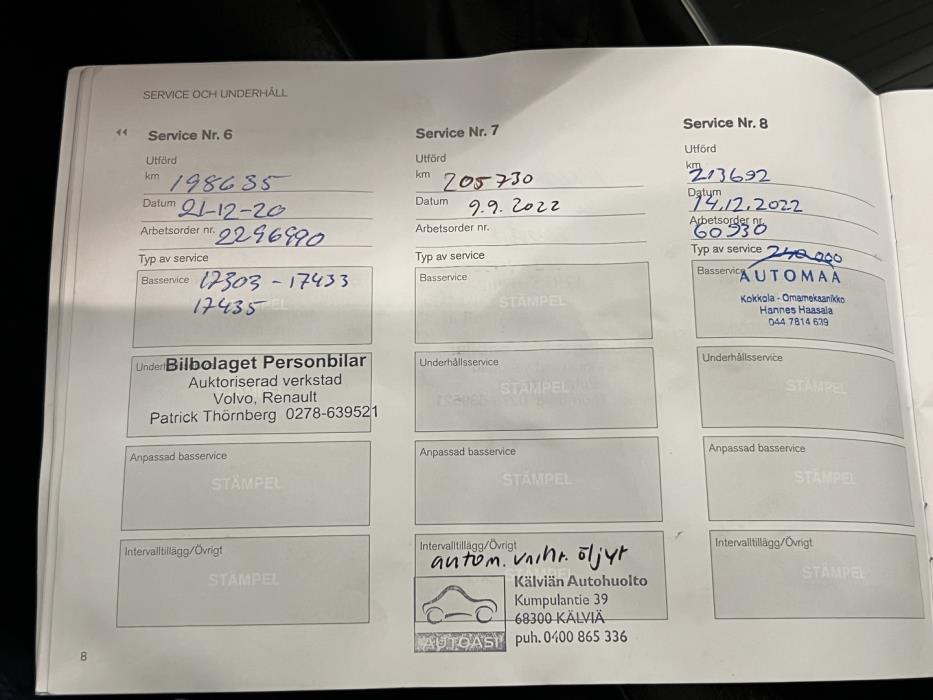 SERVICE OCH UNDERHÅLL
Service Nr. 6
Utförd
km 198635
Datum 21-12-20
Arbetsorder nr. 2296990
Typ av service
Basservice 17303 - 17433
17435
Bilbolaget Personbilar
Auktoriserad verkstad
Volvo, Renault
Patrick Thörnberg 0278-639521
Anpassad basservice
STÄMPEL
Intervalltillägg/Övrigt
STÄMPEL
Service Nr. 7
Utförd
km 205730
Datum 9.9.2022
Arbetsorder nr.
Typ av service
Basservice
STÄMPEL
Underhållsservice
STÄMPEL
Anpassad basservice
STÄMPEL
Intervalltillägg/Övrigt
autom. vaiht. öljyt
Kälviän Autohuolto
Kumpulantie 39
68300 KÄLVIÄ
puh. 0400 865 336
AUTOASI
Service Nr. 8
Utförd
km 213692
Datum 14.12.2022
Arbetsorder nr. 60930
Typ av service 240.000
Basservice
AUTOMAA
Kokkola - Omamekaanikko
Hannes Haasala
044 7814 639
Underhållsservice
STÄMPEL
Anpassad basservice
STÄMPEL
Intervalltillägg/Övrigt
STÄMPEL
8